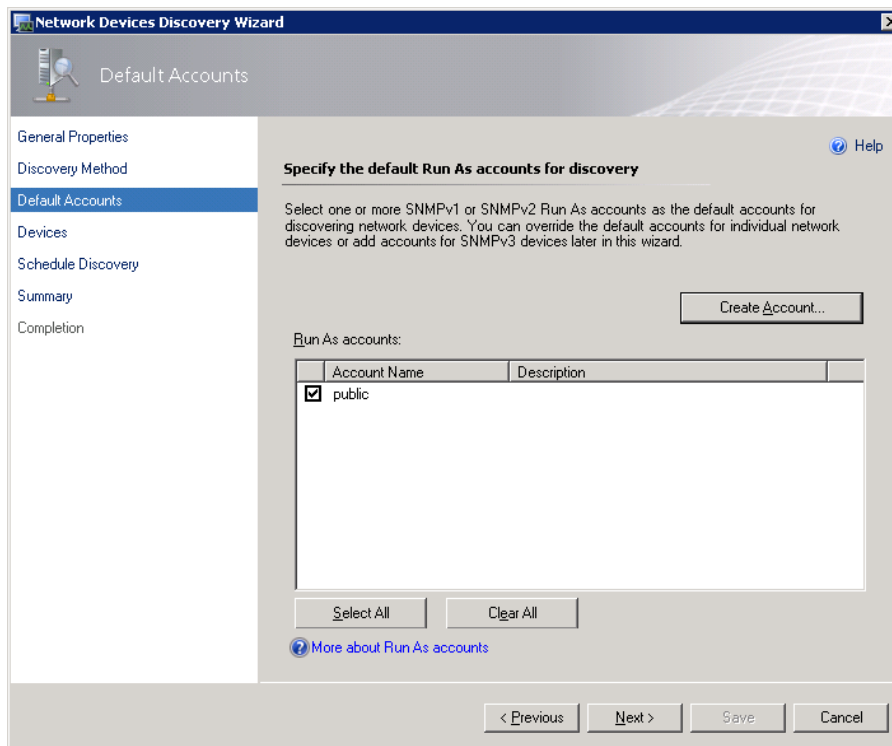 Network Devices Discovery Wizard
Default Accounts
General Properties
Discovery Method
Default Accounts
Devices
Schedule Discovery
Summary
Completion
Help
Specify the default Run As accounts for discovery
Select one or more SNMPv1 or SNMPv2 Run As accounts as the default accounts for
discovering network devices. You can override the default accounts for individual network
devices or add accounts for SNMPv3 devices later in this wizard.
Create Account...
Run As accounts:
Account Name Description
public
Select All Clear All
More about Run As accounts
< Previous Next > Save Cancel